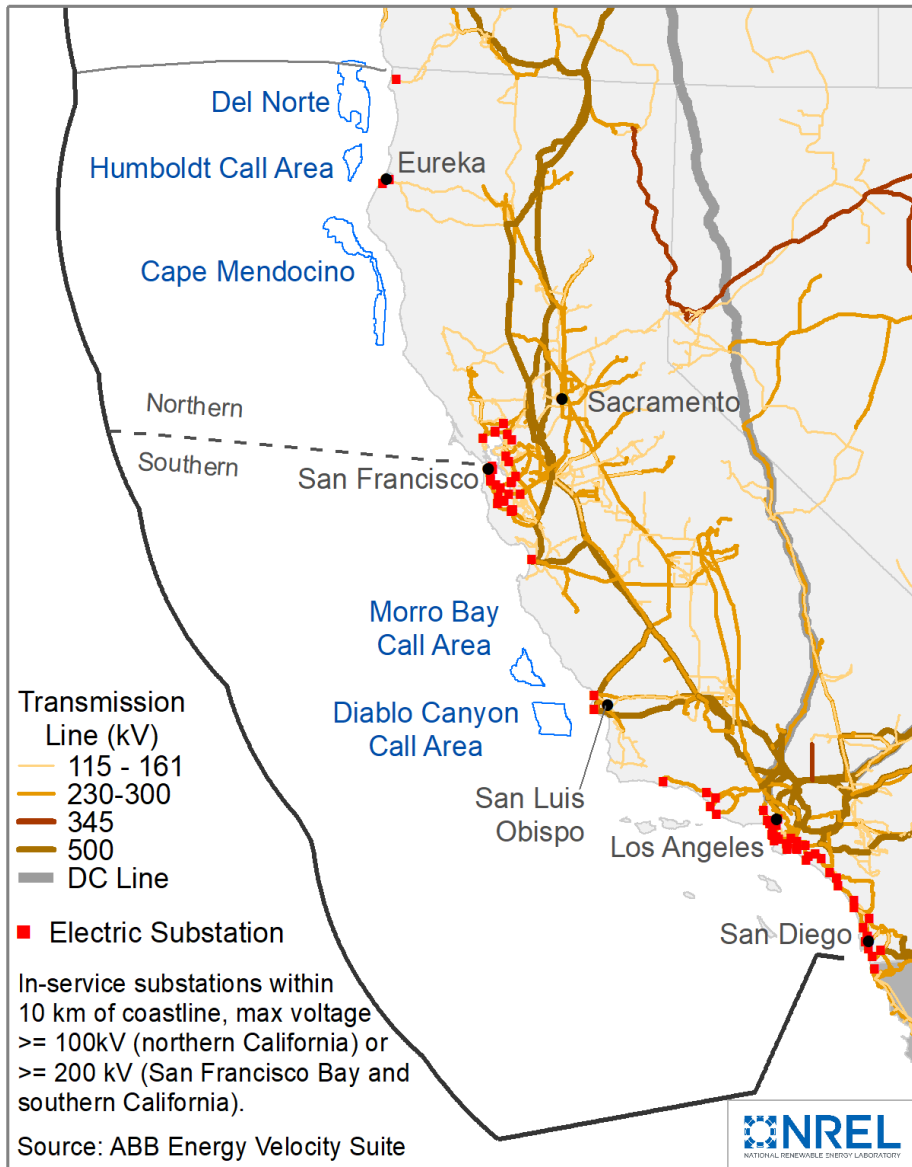 Del Norte
Humboldt Call Area
Eureka
Cape Mendocino
Sacramento
Northern
Southern
San Francisco
Morro Bay
Call Area
Diablo Canyon
Call Area
San Luis
Obispo
Los Angeles
San Diego
Transmission
Line (kV)
115 - 161
230-300
345
500
DC Line
Electric Substation
In-service substations within
10 km of coastline, max voltage
>= 100kV (northern California) or
>= 200 kV (San Francisco Bay and
southern California).
Source: ABB Energy Velocity Suite
NREL
NATIONAL RENEWABLE ENERGY LABORATORY